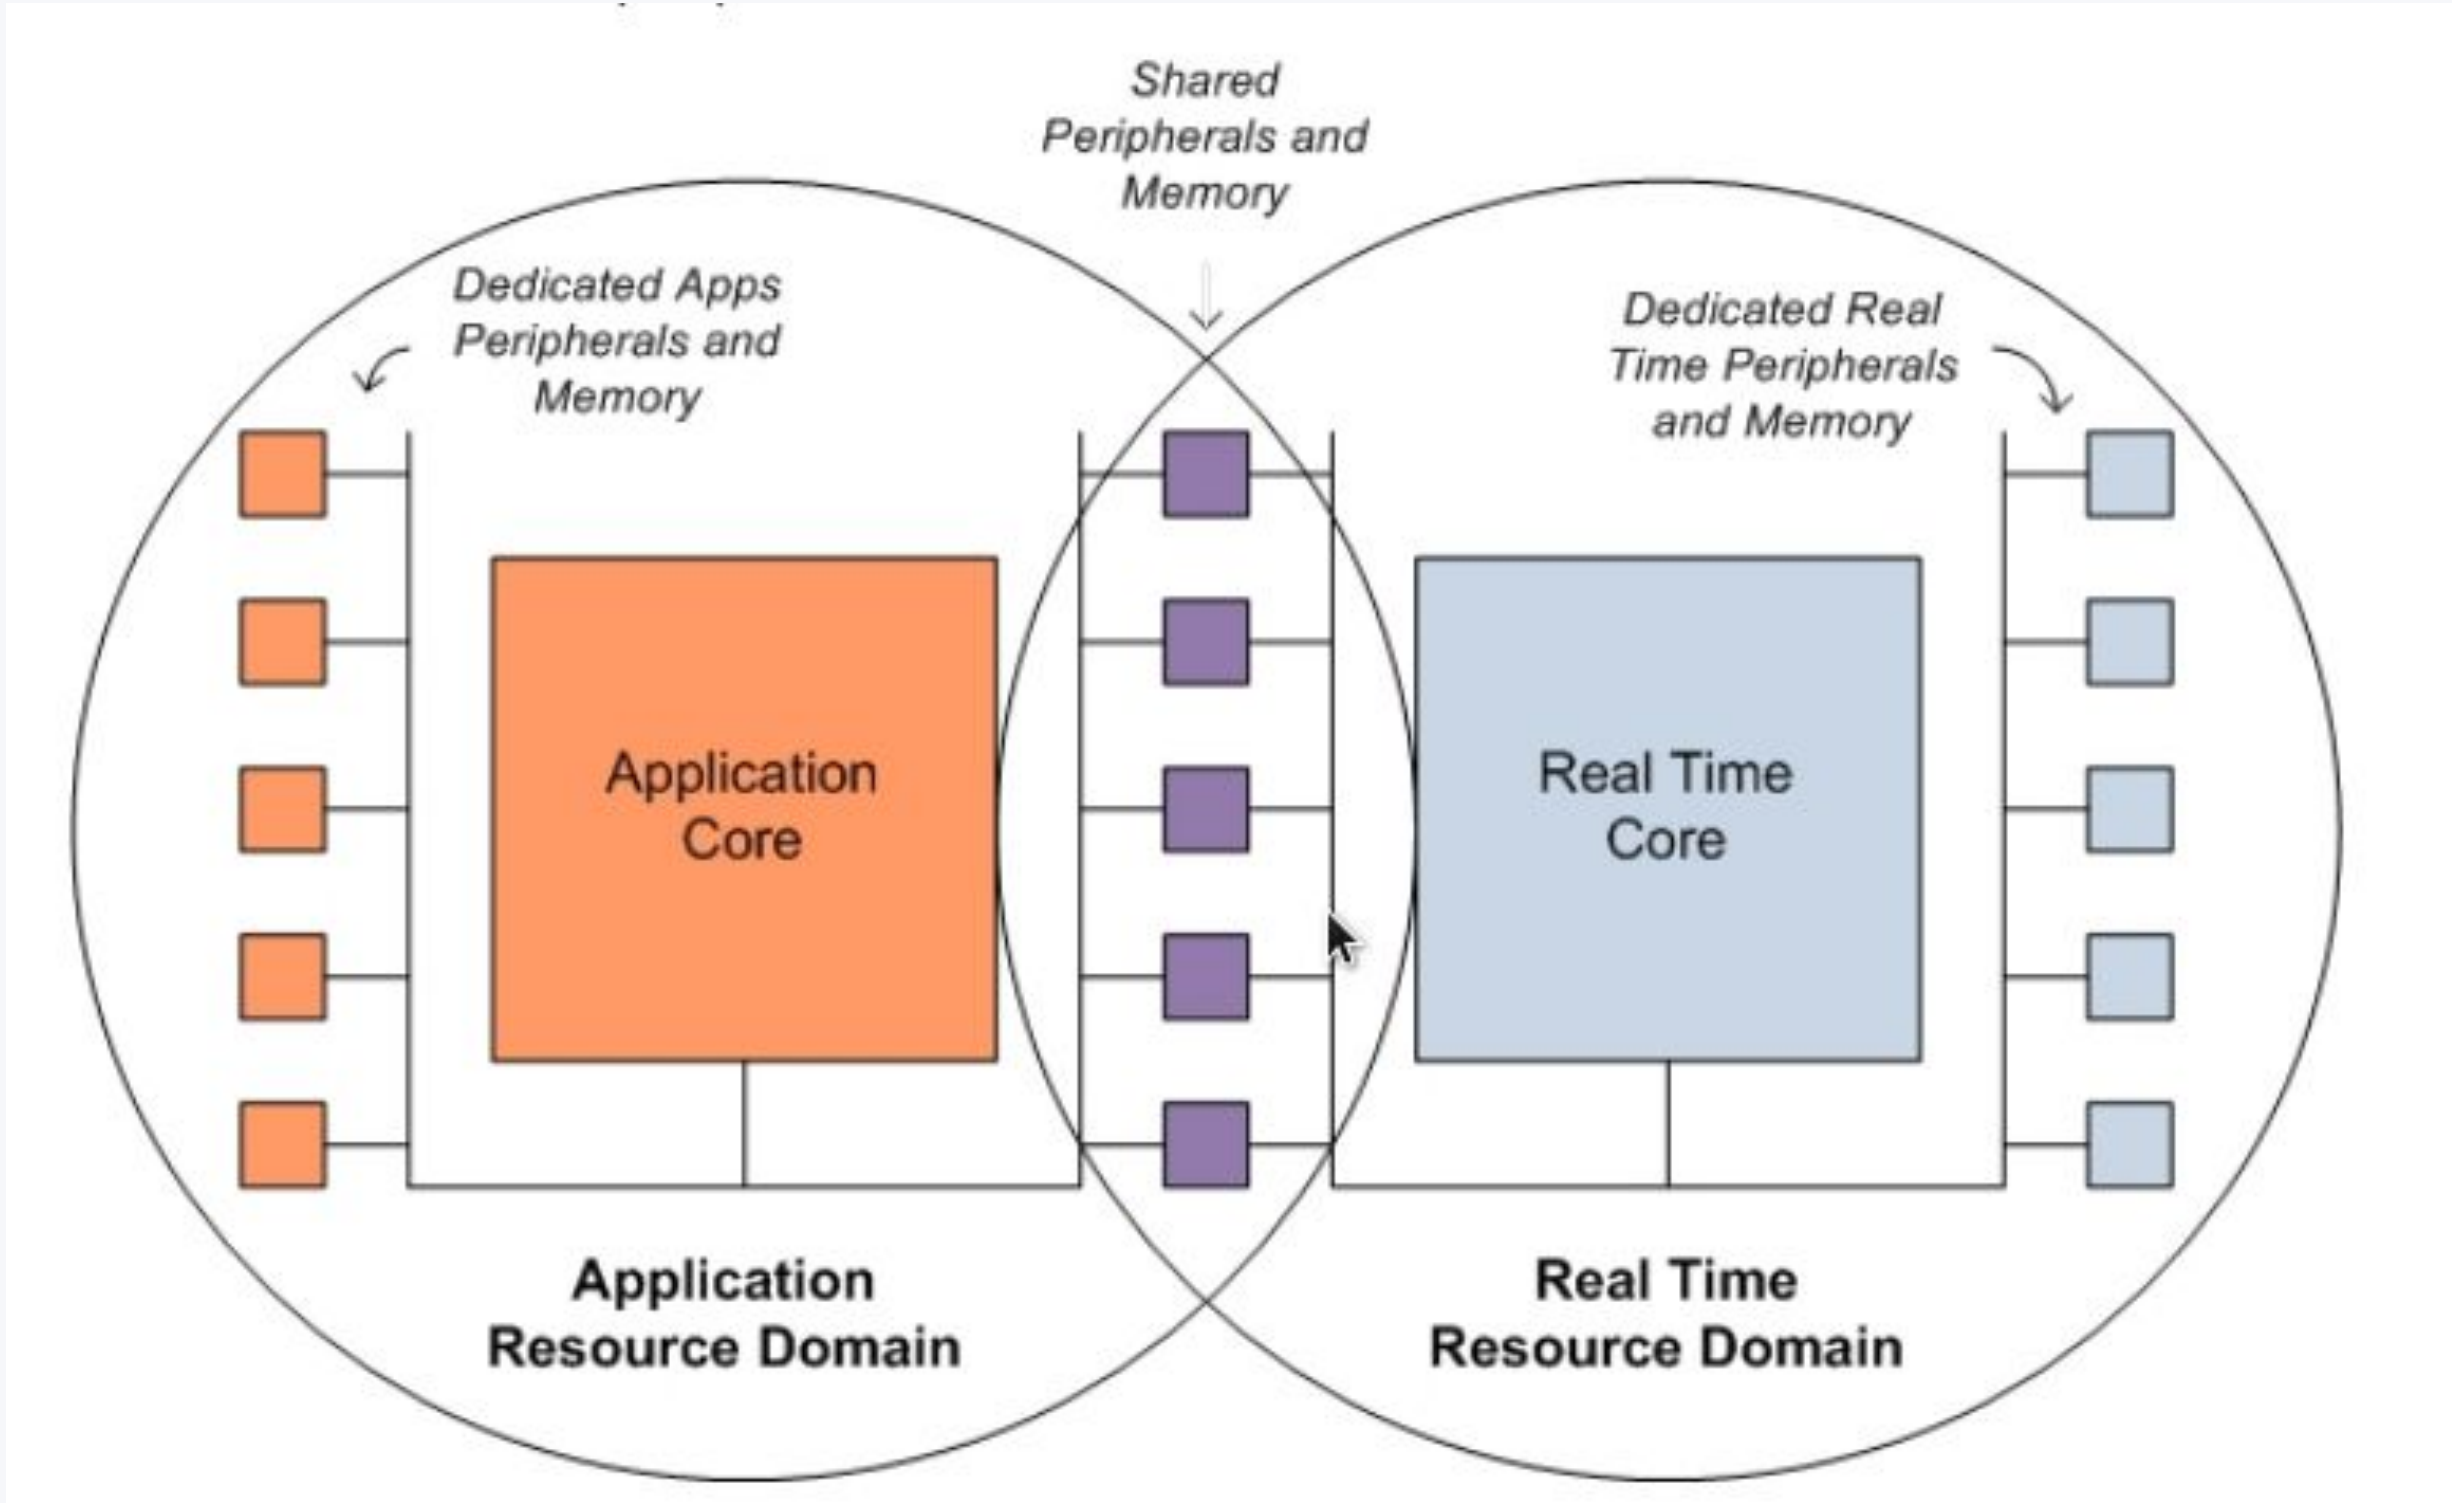 Shared
Peripherals and
Memory
Dedicated Apps
Peripherals and
Memory
Dedicated Real
Time Peripherals
and Memory
Application
Core
Real Time
Core
Application
Resource Domain
Real Time
Resource Domain